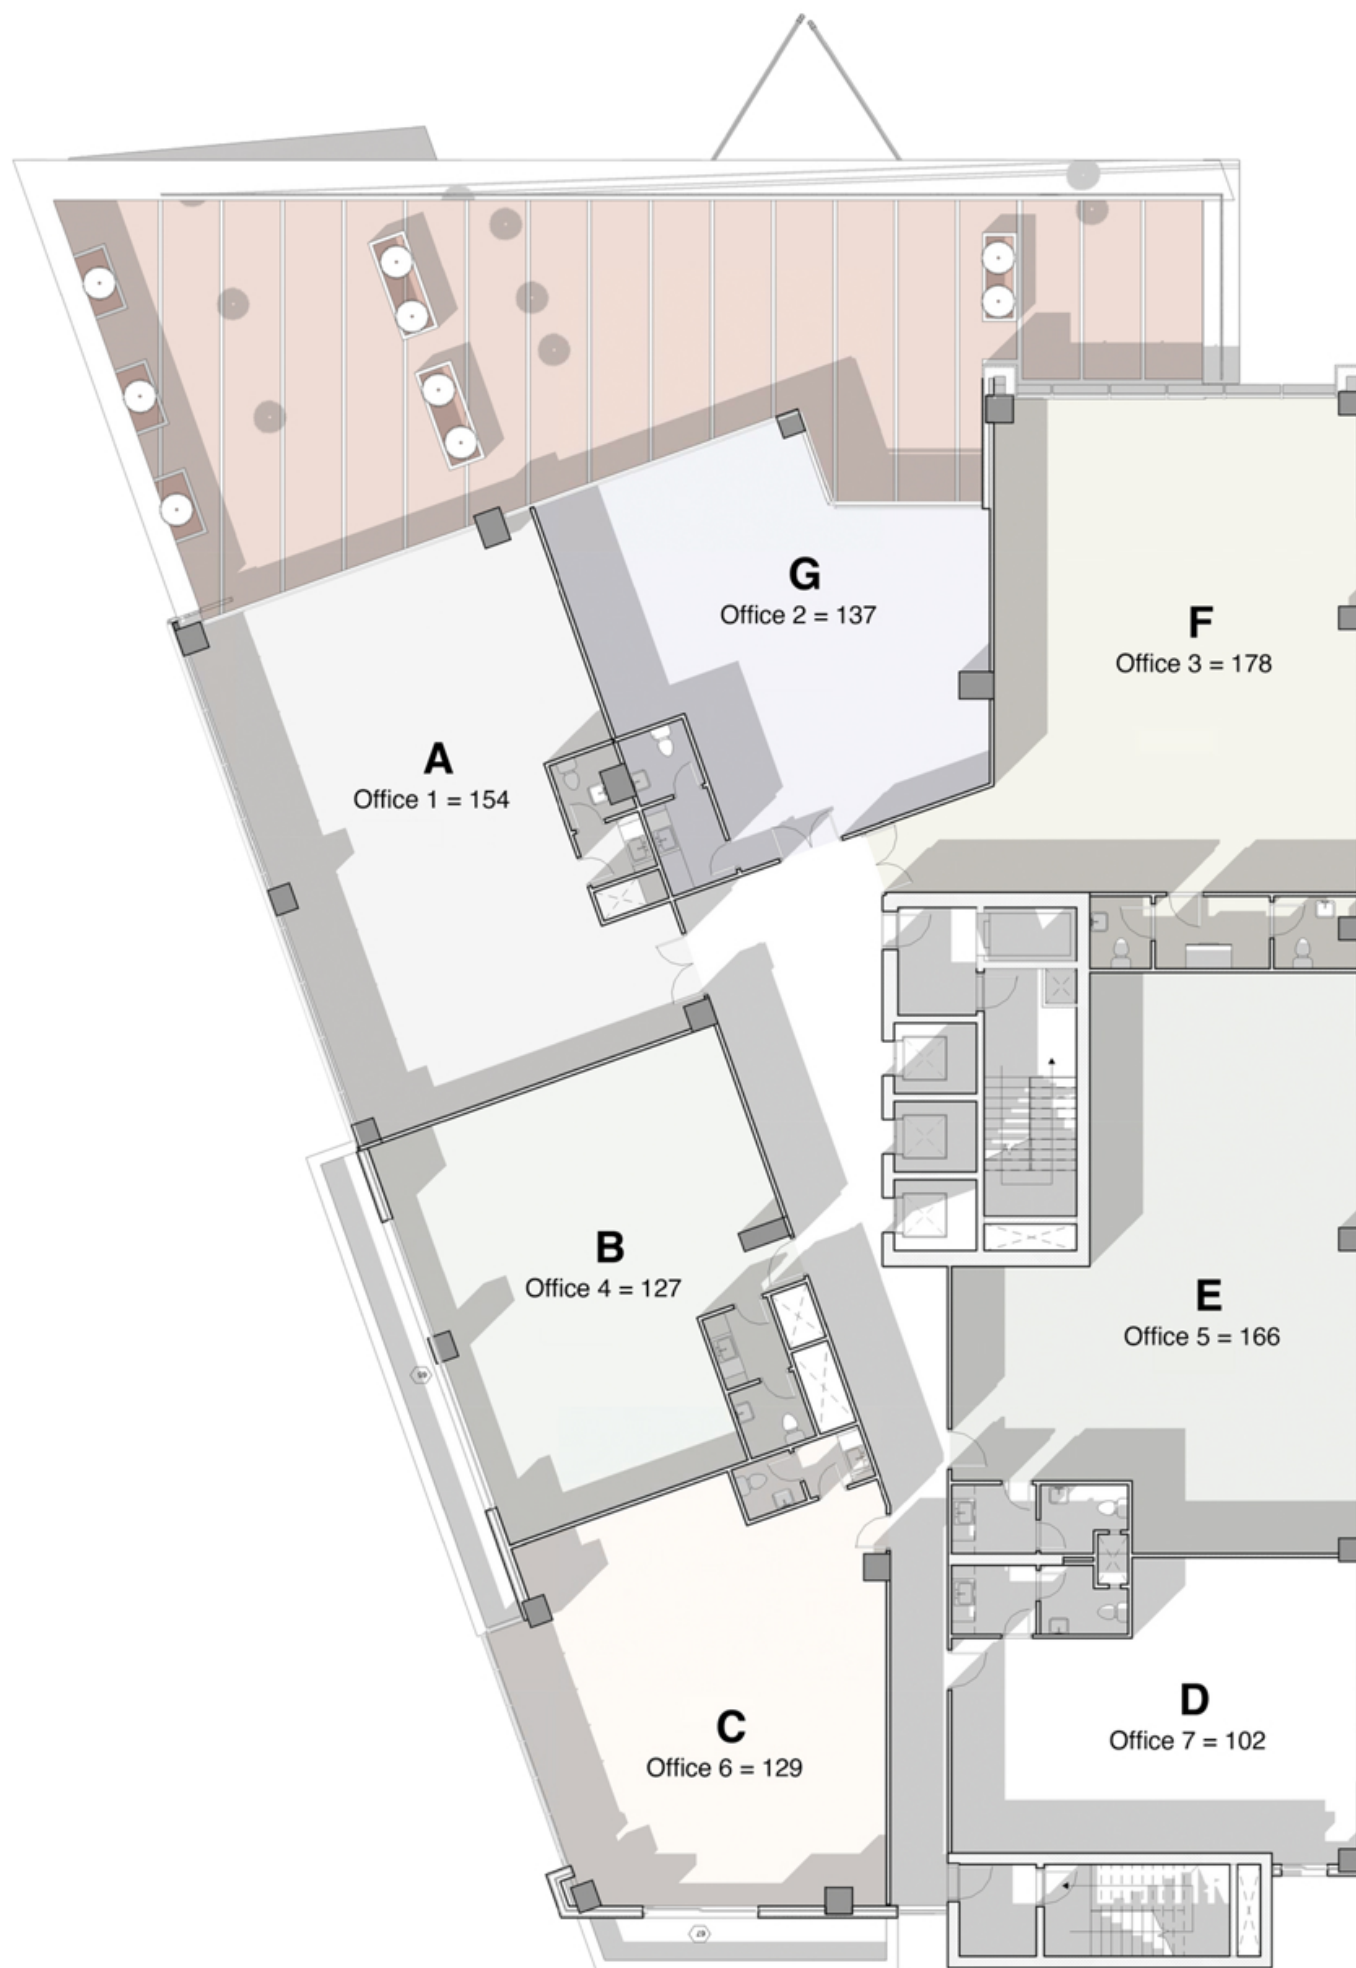 G
Office 2 = 137
F
Office 3 = 178
A
Office 1 = 154
B
Office 4 = 127
E
Office 5 = 166
C
Office 6 = 129
D
Office 7 = 102